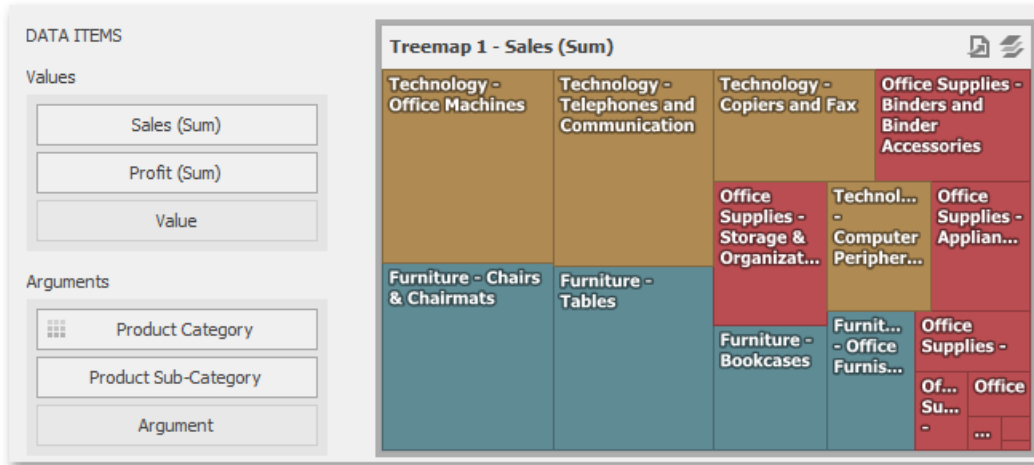 DATA ITEMS
Values
Sales (Sum)
Profit (Sum)
Value
Arguments
Product Category
Product Sub-Category
Argument
Treemap 1 - Sales (Sum)
Technology -
Office Machines
Technology -
Telephones and
Communication
Technology -
Copiers and Fax
Office Supplies -
Binders and
Binder
Accessories
Office
Supplies -
Storage &
Organizat...
Technol...
-
Computer
Peripher...
Office
Supplies -
Applian...
Furniture - Chairs
& Chairmats
Furniture -
Tables
Furniture -
Bookcases
Furnit...
- Office
Furnis...
Office
Supplies -
Of...
Su...
-
Office
...